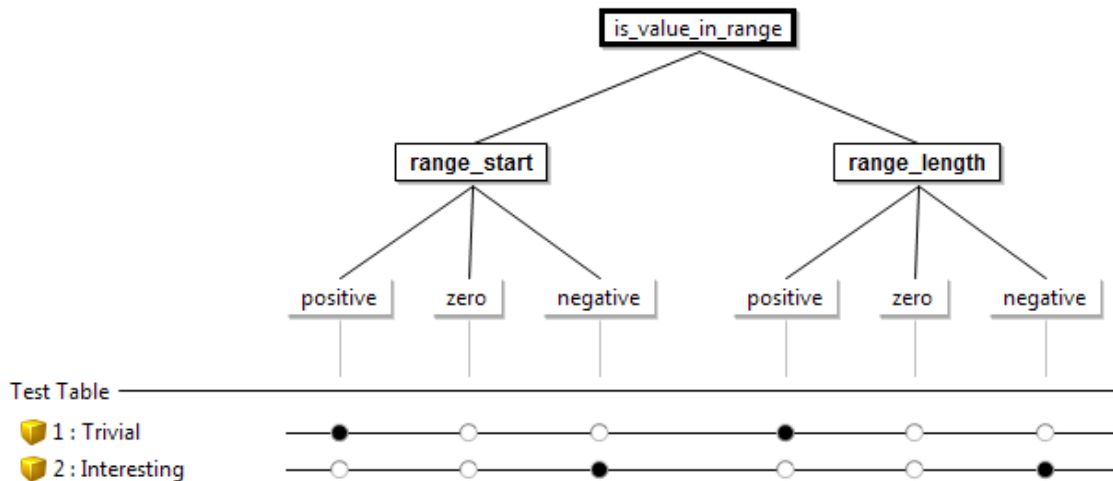 is_value_in_range
range_start range_length
positive zero negative positive zero negative
Test Table
1 : Trivial
2 : Interesting